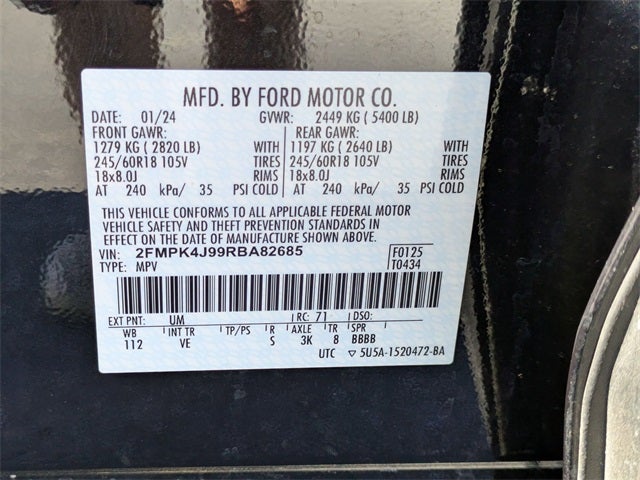 MFD. BY FORD MOTOR CO.
DATE: 01/24 GVWR: 2449 KG (5400 LB)
FRONT GAWR: REAR GAWR:
1279 KG (2820 LB) WITH 1197 KG (2640 LB) WITH
245/60R18 105V TIRES 245/60R18 105V TIRES
18x8.0J RIMS 18x8.0J RIMS
AT 240 kPa/ 35 PSI COLD AT 240 kPa/ 35 PSI COLD
THIS VEHICLE CONFORMS TO ALL APPLICABLE FEDERAL MOTOR
VEHICLE SAFETY AND THEFT PREVENTION STANDARDS IN
EFFECT ON THE DATE OF MANUFACTURE SHOWN ABOVE.
VIN: 2FMPK4J99RBA82685 F0125
TYPE: MPV T0434
EXT PNT: UM RC: 71 DSO:
WB INT TR TP/PS R AXLE TR SPR
112 VE S 3K 8 BBBB
UTC 5U5A-1520472-BA